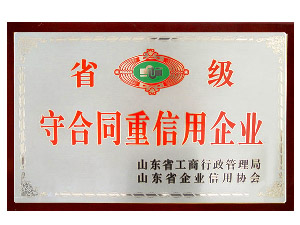 省 级
守合同重信用企业
山东省工商行政管理局
山东省企业信用协会